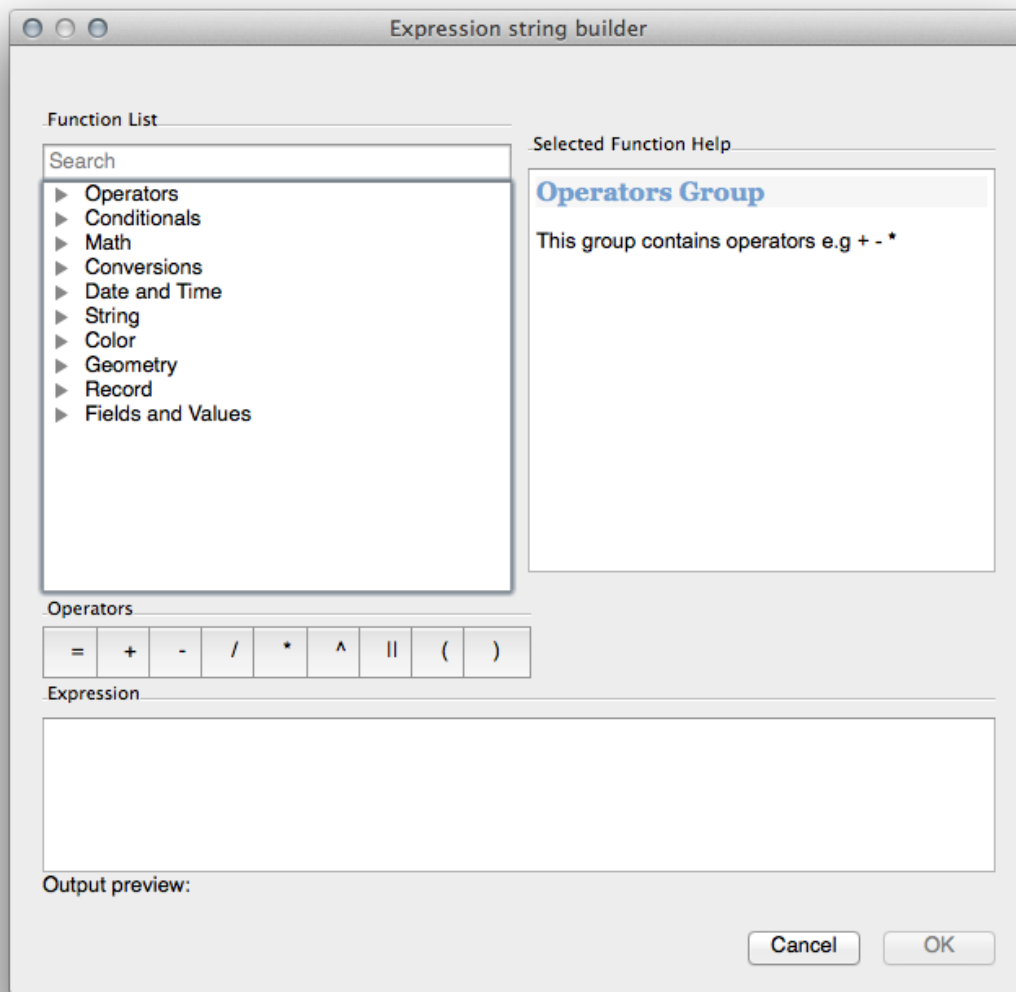 Expression string builder
Function List
Search
Operators
Conditionals
Math
Conversions
Date and Time
String
Color
Geometry
Record
Fields and Values
Selected Function Help
Operators Group
This group contains operators e.g + - *
Operators
= + - / * ^ || ( )
Expression
Output preview:
Cancel OK